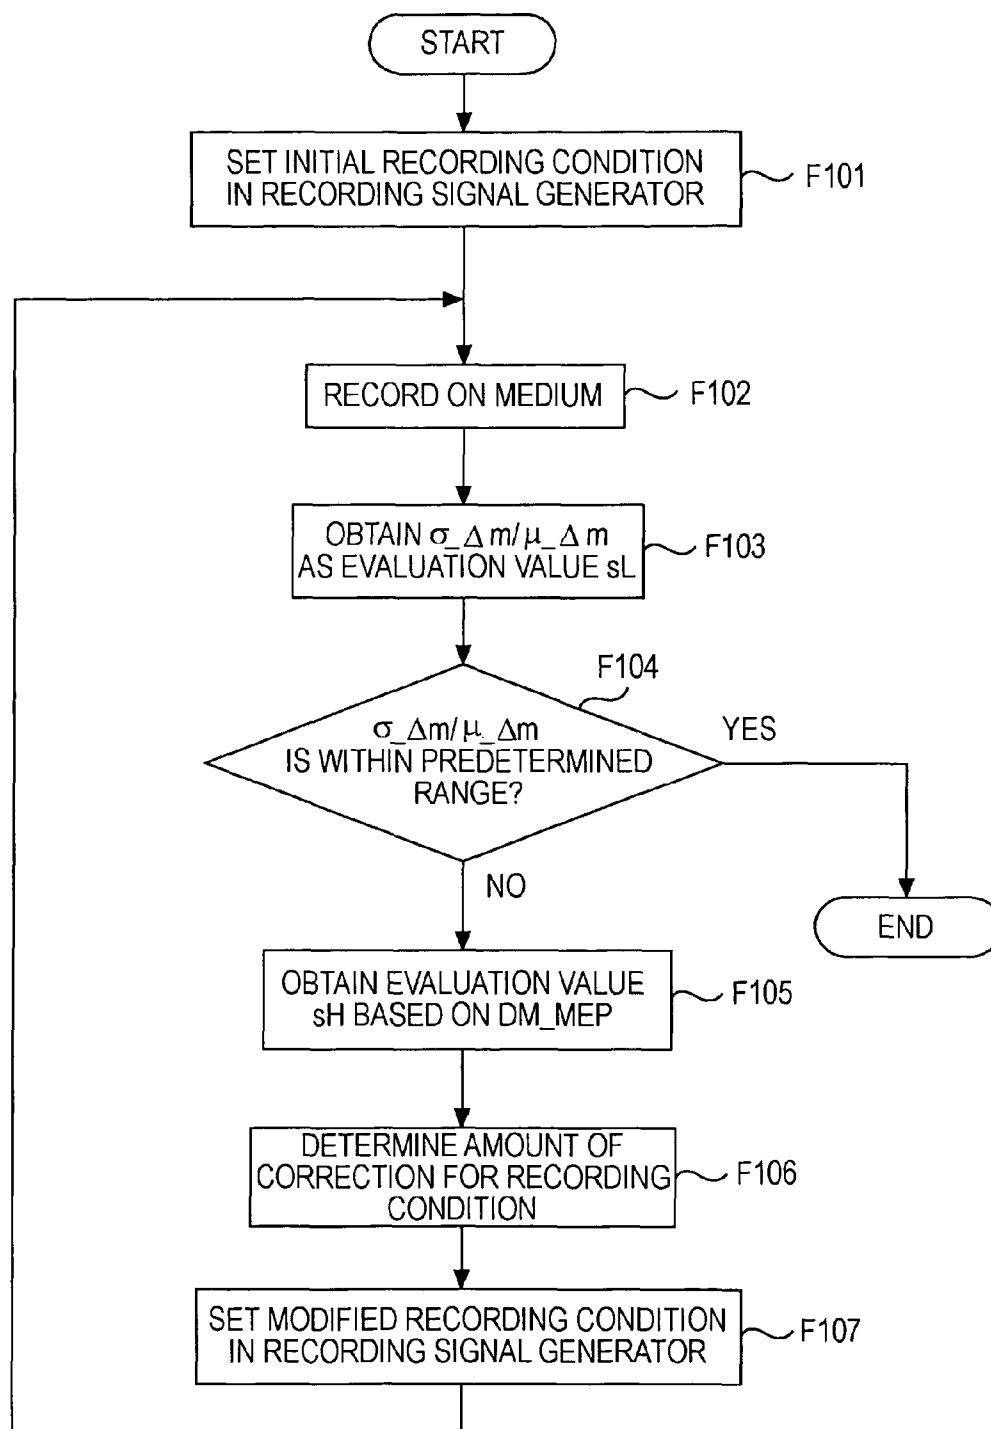 START
SET INITIAL RECORDING CONDITION
IN RECORDING SIGNAL GENERATOR
F101
RECORD ON MEDIUM
F102
OBTAIN σ_Δm/μ_Δm
AS EVALUATION VALUE sL
F103
F104
σ_Δm/μ_Δm
IS WITHIN PREDETERMINED
RANGE?
YES
NO
END
OBTAIN EVALUATION VALUE
sH BASED ON DM_MEP
F105
DETERMINE AMOUNT OF
CORRECTION FOR RECORDING
CONDITION
F106
SET MODIFIED RECORDING CONDITION
IN RECORDING SIGNAL GENERATOR
F107